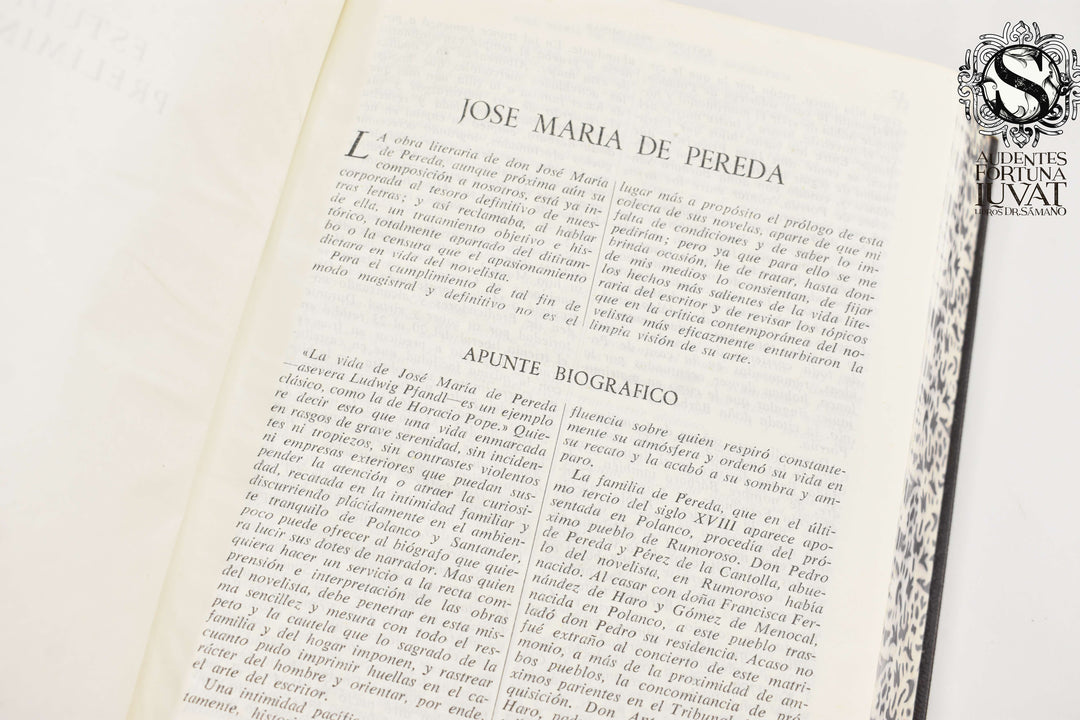 JOSE MARIA DE PEREDA
LA obra literaria de don José María
de Pereda, aunque próxima aún su
composición a nosotros, está ya in-
corporada al tesoro definitivo de nues-
tras letras; y así reclamaba, al hablar
de ella, un tratamiento objetivo e his-
tórico, totalmente apartado del ditiram-
bo o la censura que el apasionamiento
dictara en vida del novelista.
Para el cumplimiento de tal fin de
modo magistral y definitivo no es el
lugar más a propósito el prólogo de esta
colecta de sus novelas, aparte de que mi
falta de condiciones y de saber lo im-
pedirían; pero ya que para ello se me
brinda ocasión, he de tratar, hasta don-
de mis medios lo consientan, de fijar
los hechos más salientes de la vida lite-
raria del escritor y de revisar los tópicos
que en la crítica contemporánea del no-
velista más eficazmente enturbiaron la
limpia visión de su arte.
APUNTE BIOGRAFICO
«La vida de José María de Pereda
—asevera Ludwig Pfandl—es un ejemplo
clásico, como la de Horacio Pope.» Quie-
re decir esto que una vida enmarcada
en rasgos de grave serenidad, sin inciden-
tes ni tropiezos, sin contrastes violentos
ni empresas exteriores que puedan sus-
pender la atención o atraer la curiosi-
dad, recatada en la intimidad familiar y
discurriendo plácidamente en el ambien-
te tranquilo de Polanco y Santander,
poco puede ofrecer al biógrafo que quie-
ra lucir sus dotes de narrador. Mas quien
quiera hacer un servicio a la recta com-
prensión e interpretación de las obras
del novelista, debe penetrar en esta mis-
ma sencillez y mesura con todo el res-
peto y la cautela que lo sagrado de la
familia y del hogar imponen, y rastrear
cuanto pudo imprimir huellas en el ca-
rácter del hombre y orientar, por ende,
el arte del escritor.
Una intimidad pacífi
tamente, histo
fluencia sobre quien respiró constante-
mente su atmósfera y ordenó su vida en
su recato y la acabó a su sombra y am-
paro.
La familia de Pereda, que en el últi-
mo tercio del siglo XVIII aparece apo-
sentada en Polanco, procedía del pró-
ximo pueblo de Rumoroso. Don Pedro
de Pereda y Pérez de la Cantolla, abue-
lo del novelista, en Rumoroso había
nacido. Al casar con doña Francisca Fer-
nández de Haro y Gómez de Menocal,
nacida en Polanco, a este pueblo tras-
ladó don Pedro su residencia. Acaso no
fué extraño al concierto de este matri-
monio, a más de la proximidad de am-
bos pueblos, la concomitancia de pró-
ximos parientes en el Tribunal
quisición. Don Ant
Haro, pad
S
AUDENTES
FORTUNA
IUVAT
LIBROS DR. SÁMANO